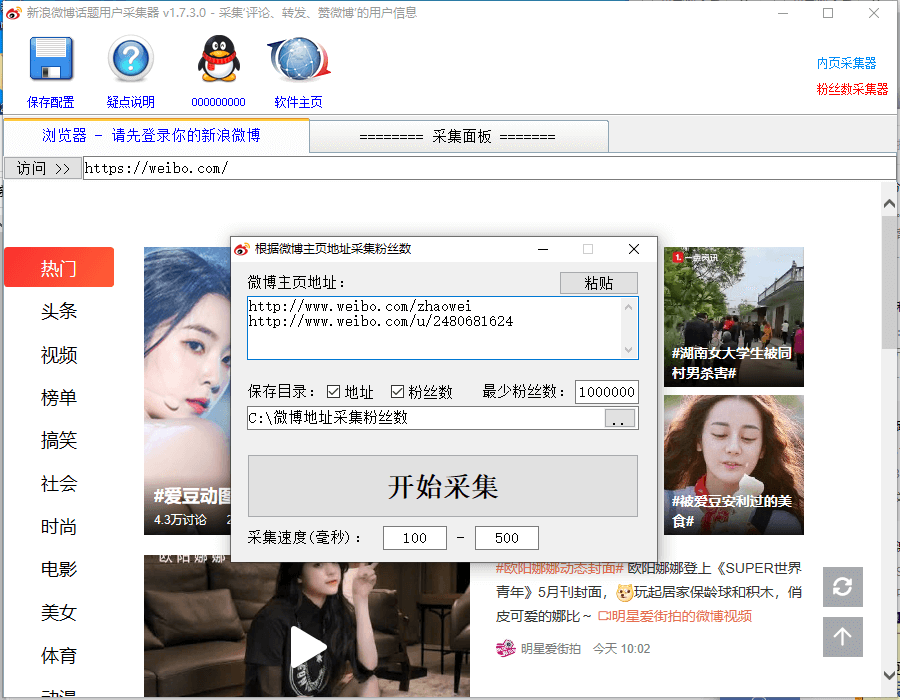 新浪微博话题用户采集器 v1.7.3.0 - 采集'评论、转发、赞微博'的用户信息
保存配置
疑点说明
000000000
软件主页
内页采集器
粉丝数采集器
浏览器 - 请先登录你的新浪微博
======== 采集面板 =======
访问 >>
https://weibo.com/
热门
头条
视频
榜单
搞笑
社会
时尚
电影
美女
体育
动漫
#爱豆动图
4.3万讨论 2
根据微博主页地址采集粉丝数
微博主页地址：
粘贴
http://www.weibo.com/zhaowei
http://www.weibo.com/u/2480681624
保存目录： 地址 粉丝数 最少粉丝数： 1000000
C:\微博地址采集粉丝数
..
开始采集
采集速度(毫秒)： 100 - 500
#湖南女大学生被同
村男杀害#
#被爱豆安利过的美
食#
#欧阳娜娜动态封面# 欧阳娜娜登上《SUPER世界
青年》5月刊封面，玩起居家保龄球和积木，俏
皮可爱的娜比~ 明星爱街拍的微博视频
明星爱街拍 今天 10:02
欧阳娜娜